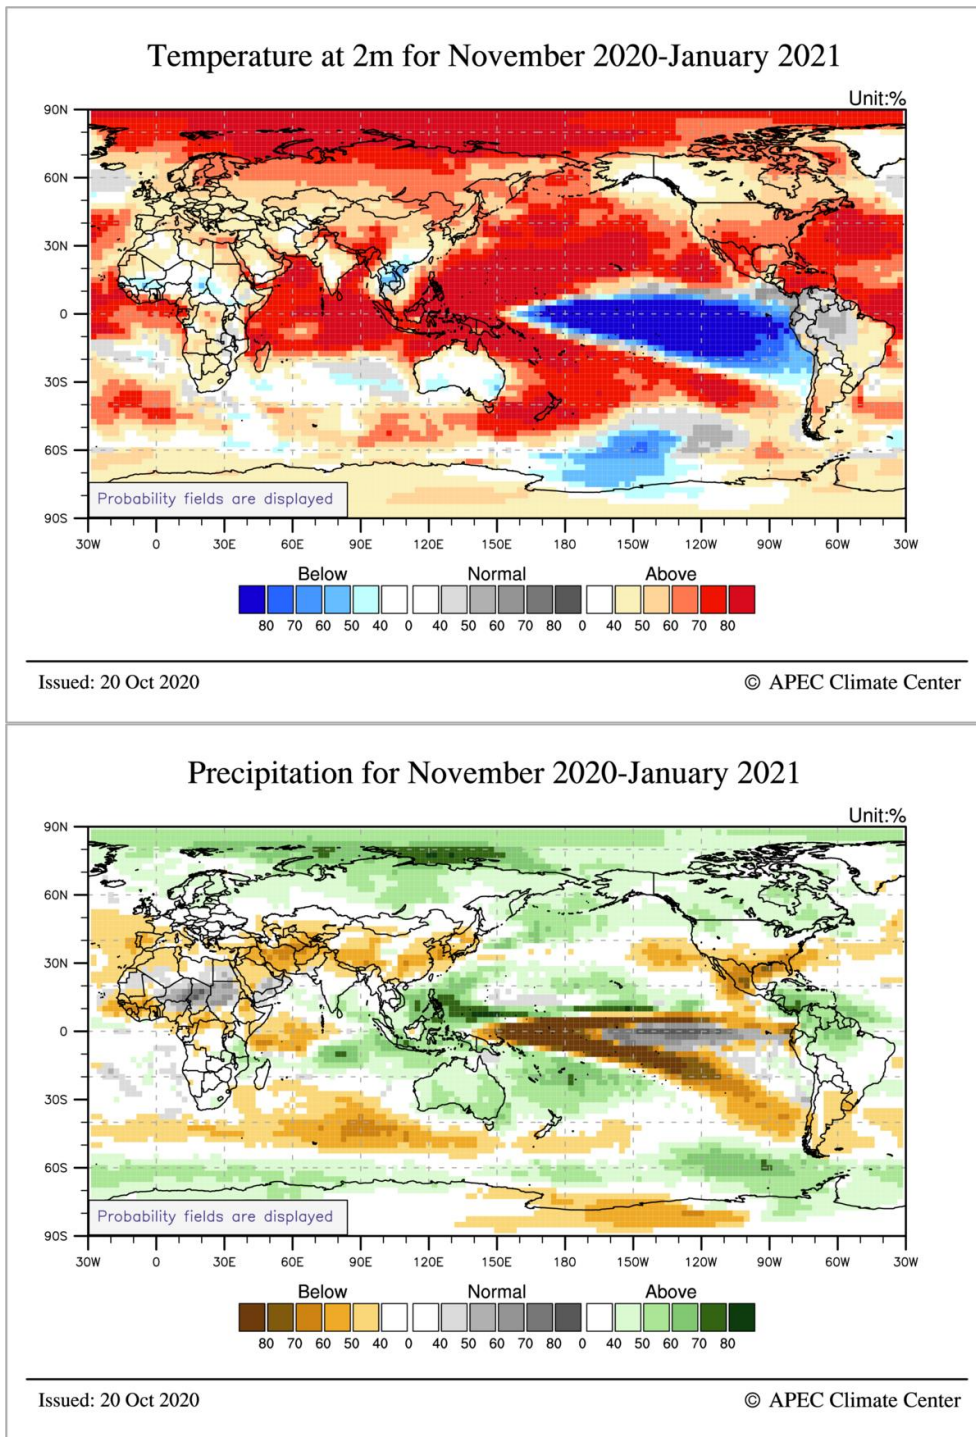 Temperature at 2m for November 2020-January 2021
Unit:%
90N
60N
30N
0
30S
60S
90S
Probability fields are displayed
30W 0 30E 60E 90E 120E 150E 180 150W 120W 90W 60W 30W
Below Normal Above
80 70 60 50 40 0 40 50 60 70 80 0 40 50 60 70 80
Issued: 20 Oct 2020 © APEC Climate Center
Precipitation for November 2020-January 2021
Unit:%
90N
60N
30N
0
30S
60S
90S
Probability fields are displayed
30W 0 30E 60E 90E 120E 150E 180 150W 120W 90W 60W 30W
Below Normal Above
80 70 60 50 40 0 40 50 60 70 80 0 40 50 60 70 80
Issued: 20 Oct 2020 © APEC Climate Center